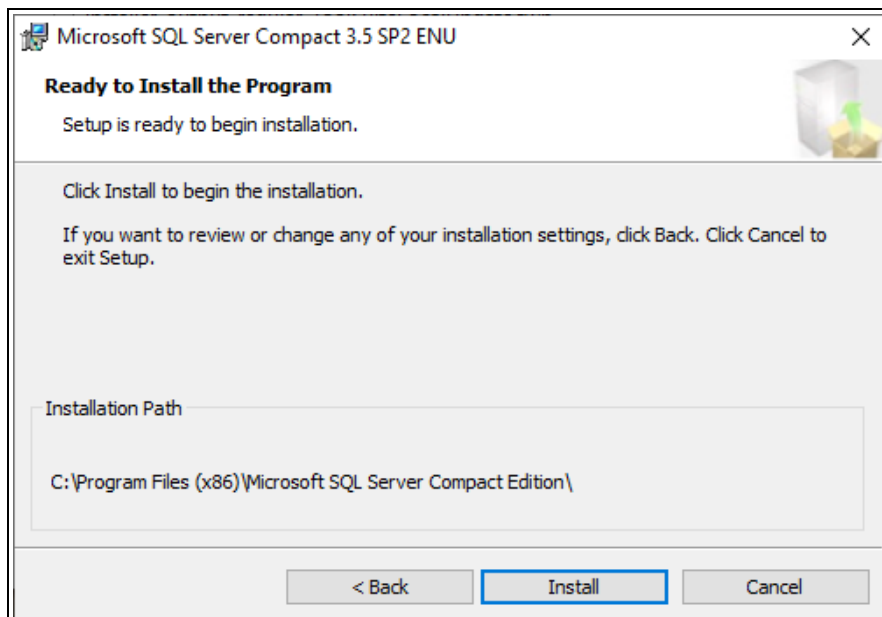 Microsoft SQL Server Compact 3.5 SP2 ENU
Ready to Install the Program
Setup is ready to begin installation.
Click Install to begin the installation.
If you want to review or change any of your installation settings, click Back. Click Cancel to
exit Setup.
Installation Path
C:\Program Files (x86)\Microsoft SQL Server Compact Edition\
< Back
Install
Cancel